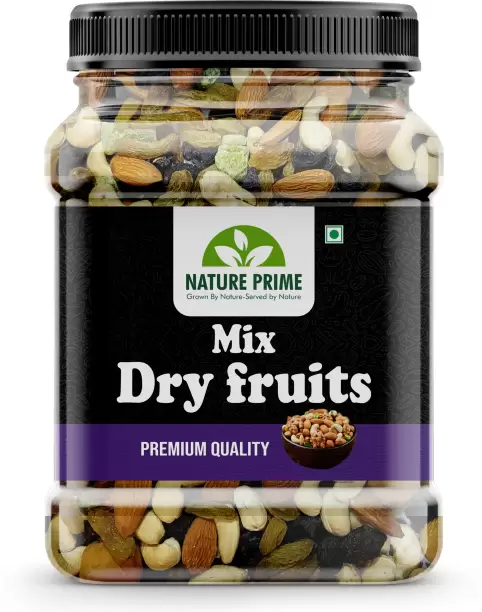 NATURE PRIME
Grown By Nature-Served by Nature
Mix
Dry fruits
PREMIUM QUALITY